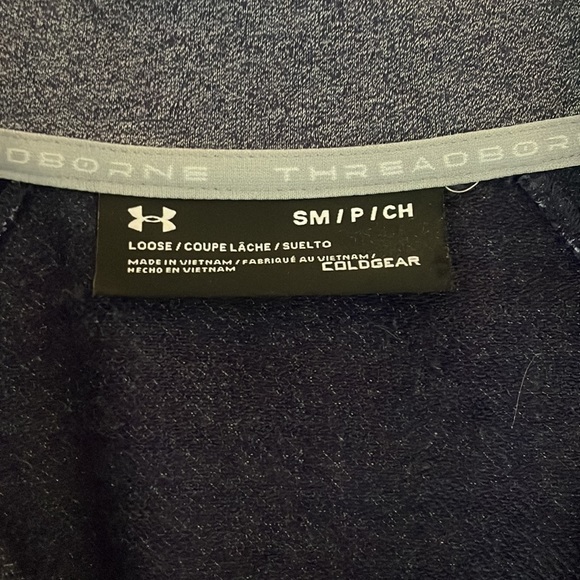 DBORNE THREADBOR
SM / P / CH
LOOSE / COUPE LÂCHE / SUELTO
MADE IN VIETNAM / FABRIQUÉ AU VIETNAM /
HECHO EN VIETNAM
COLDGEAR